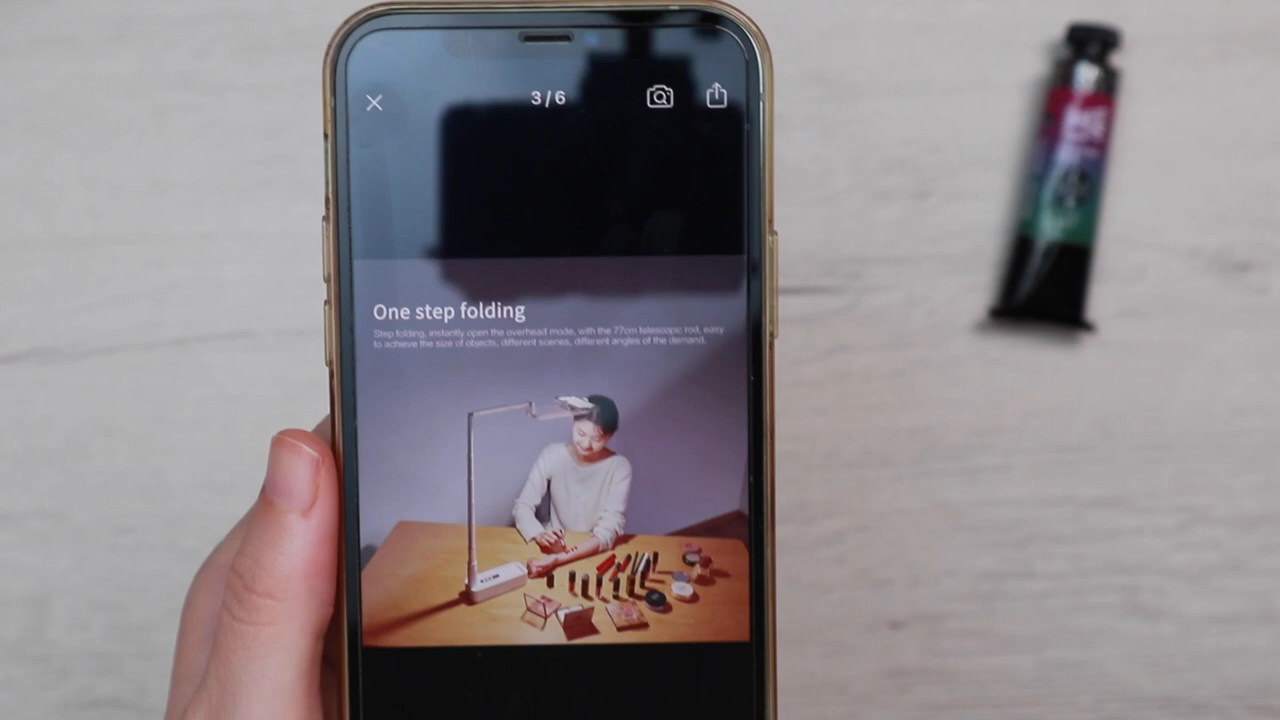 3/6
One step folding
Step folding, instantly open the overhead mode, with the 77cm telescopic rod, easy
to achieve the size of objects, different scenes, different angles of the demand.